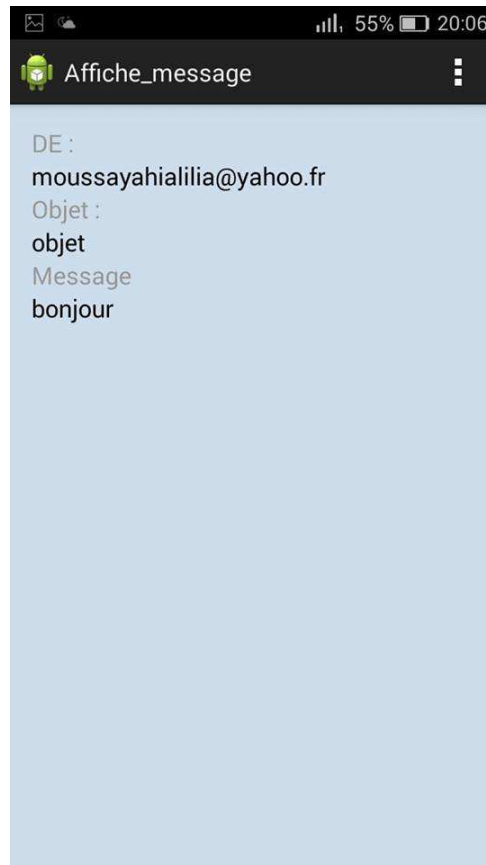 55% 20:06
Affiche_message
DE :
moussayahialilia@yahoo.fr
Objet :
objet
Message
bonjour